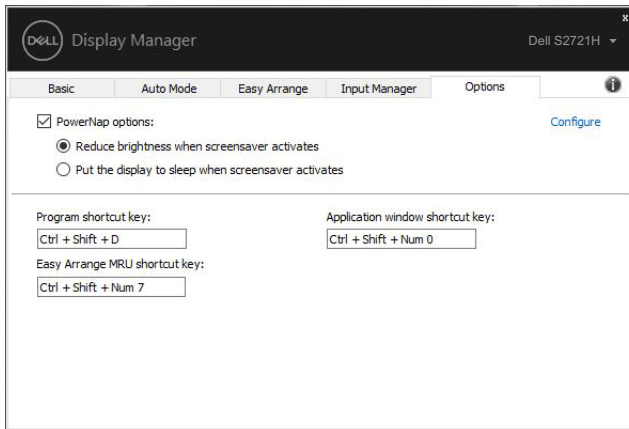 DELL Display Manager
x
Dell S2721H
Basic Auto Mode Easy Arrange Input Manager Options
PowerNap options:
Configure
Reduce brightness when screensaver activates
Put the display to sleep when screensaver activates
Program shortcut key:
Application window shortcut key:
Ctrl + Shift + D
Ctrl + Shift + Num 0
Easy Arrange MRU shortcut key:
Ctrl + Shift + Num 7